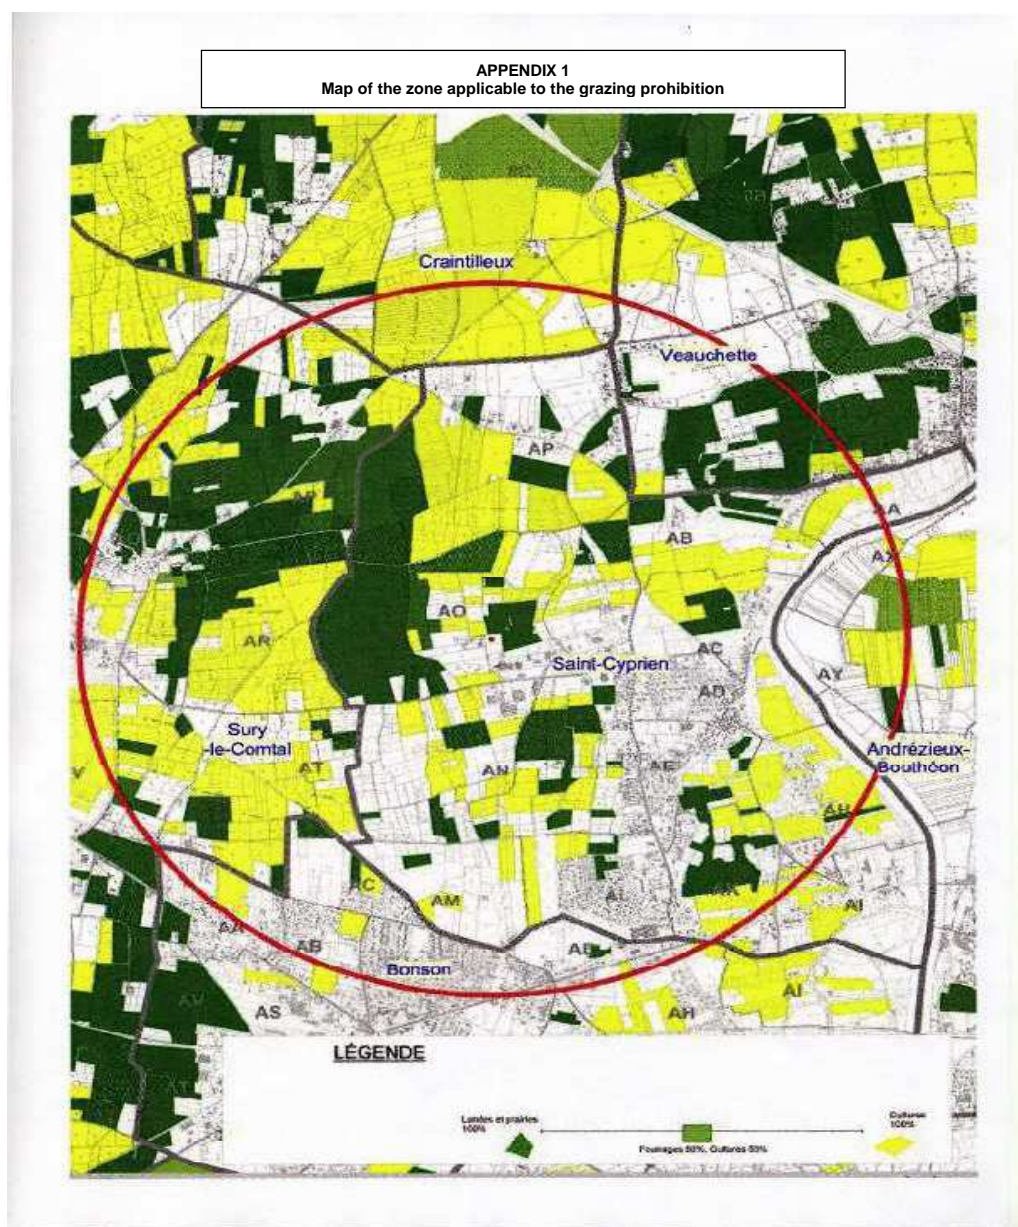 APPENDIX 1
Map of the zone applicable to the grazing prohibition
Craintilleux
Veauchette
AP
AA
AB
AX
AO
AR
Saint-Cyprien
AC
AY
AD
Sury
-le-Comtal
AT
AN
AE
Andrézieux-
Bouthéon
AH
AM
AL
AI
AA
AB
Bonson
AS
AV
AI
AH
LÉGENDE
Landes et prairies
100%
Fourrages 50%, Cultures 50%
Cultures
100%